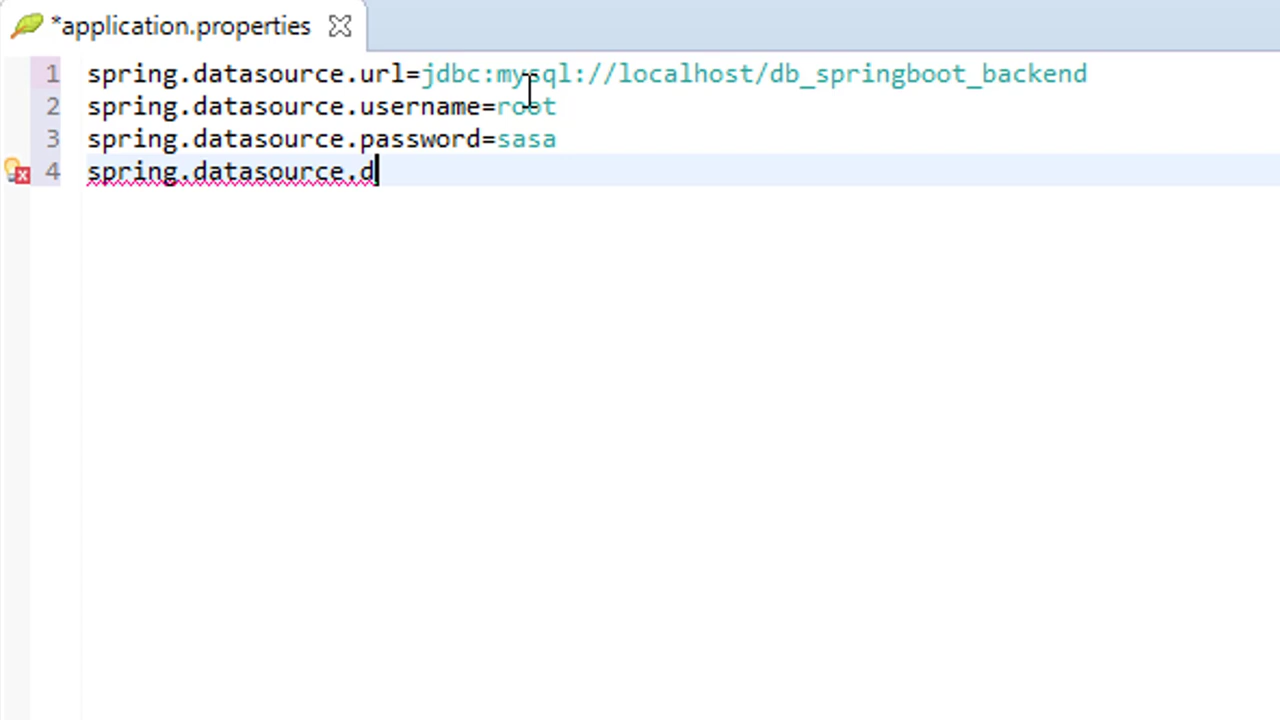 *application.properties
1 spring.datasource.url=jdbc:mysql://localhost/db_springboot_backend
2 spring.datasource.username=root
3 spring.datasource.password=sasa
4 spring.datasource.d